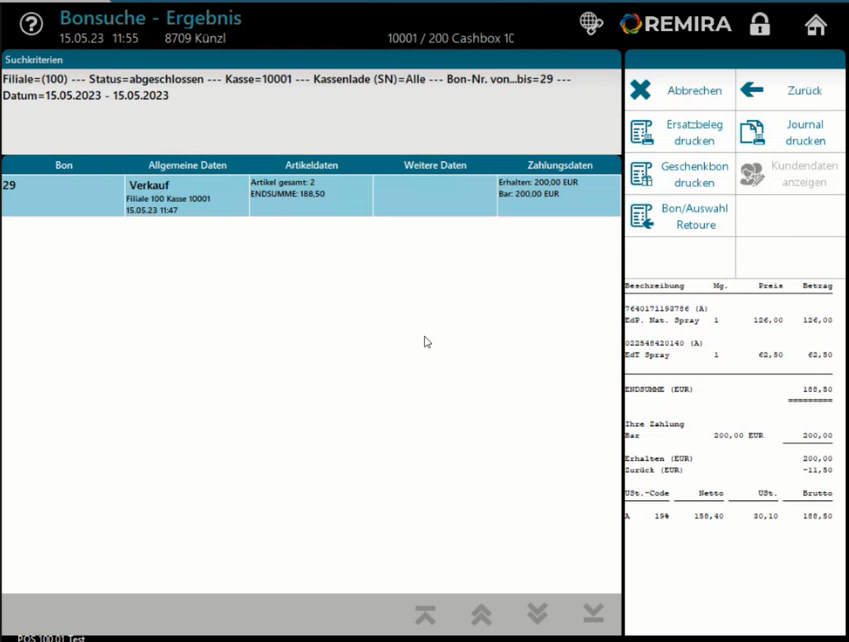 Bonsuche - Ergebnis
15.05.23 11:55 8709 Künzl 10001 / 200 Cashbox 1
REMIRA
Suchkriterien
Filiale=(100) --- Status=abgeschlossen --- Kasse=10001 --- Kassenlade (SN)=Alle --- Bon-Nr. von...bis=29 ---
Datum=15.05.2023 - 15.05.2023
Abbrechen Zurück
Ersatzbeleg drucken
Journal drucken
Geschenkbon drucken
Kundendaten anzeigen
Bon/Auswahl Retoure
Bon Allgemeine Daten Artikeldaten Weitere Daten Zahlungsdaten
29
Verkauf
Filiale 100 Kasse 10001
15.05.23 11:47
Artikel gesamt: 2
ENDSUMME: 188,50
Erhalten: 200,00 EUR
Bar: 200,00 EUR
Beschreibung Mg. Preis Betrag
(A)
EdP. Nat. Spray 1 126,00 126,00
(A)
EdT Spray 1 62,50 62,50
ENDSUMME (EUR) 188,50
=========
Ihre Zahlung
Bar 200,00 EUR 200,00
Erhalten (EUR) 200,00
Zurück (EUR) -11,50
USt.-Code Netto USt. Brutto
A 19% 158,40 30,10 188,50
POS 100 01 Test